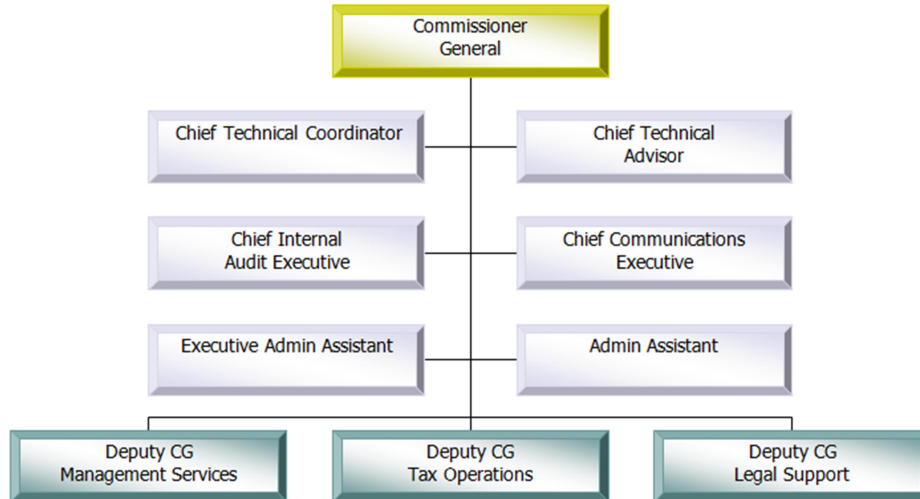 Commissioner
General
Chief Technical Coordinator
Chief Technical
Advisor
Chief Internal
Audit Executive
Chief Communications
Executive
Executive Admin Assistant
Admin Assistant
Deputy CG
Management Services
Deputy CG
Tax Operations
Deputy CG
Legal Support